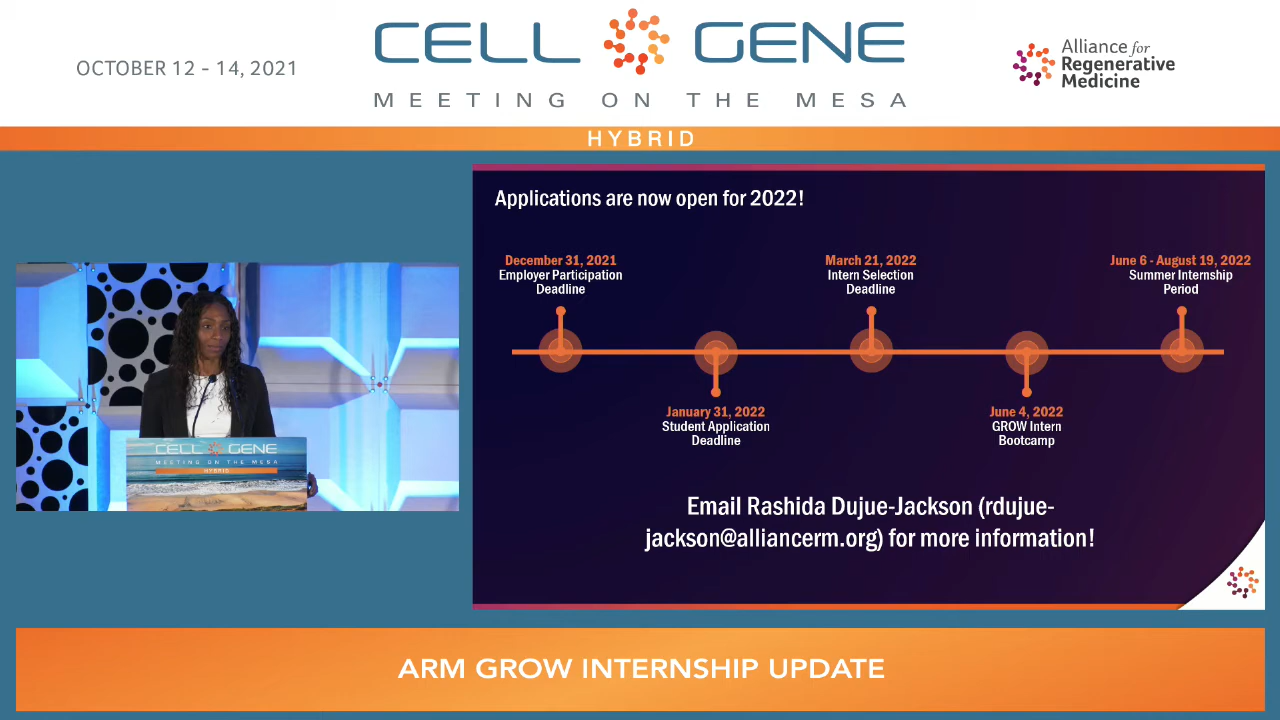 OCTOBER 12 - 14, 2021
CELL GENE
MEETING ON THE MESA
Alliance for
Regenerative
Medicine
HYBRID
Applications are now open for 2022!
December 31, 2021
Employer Participation
Deadline
March 21, 2022
Intern Selection
Deadline
June 6 - August 19, 2022
Summer Internship
Period
January 31, 2022
Student Application
Deadline
June 4, 2022
GROW Intern
Bootcamp
Email Rashida Dujue-Jackson (rdujue-
jackson@alliancerm.org) for more information!
CELL GENE
MEETING ON THE MESA
HYBRID
ARM GROW INTERNSHIP UPDATE